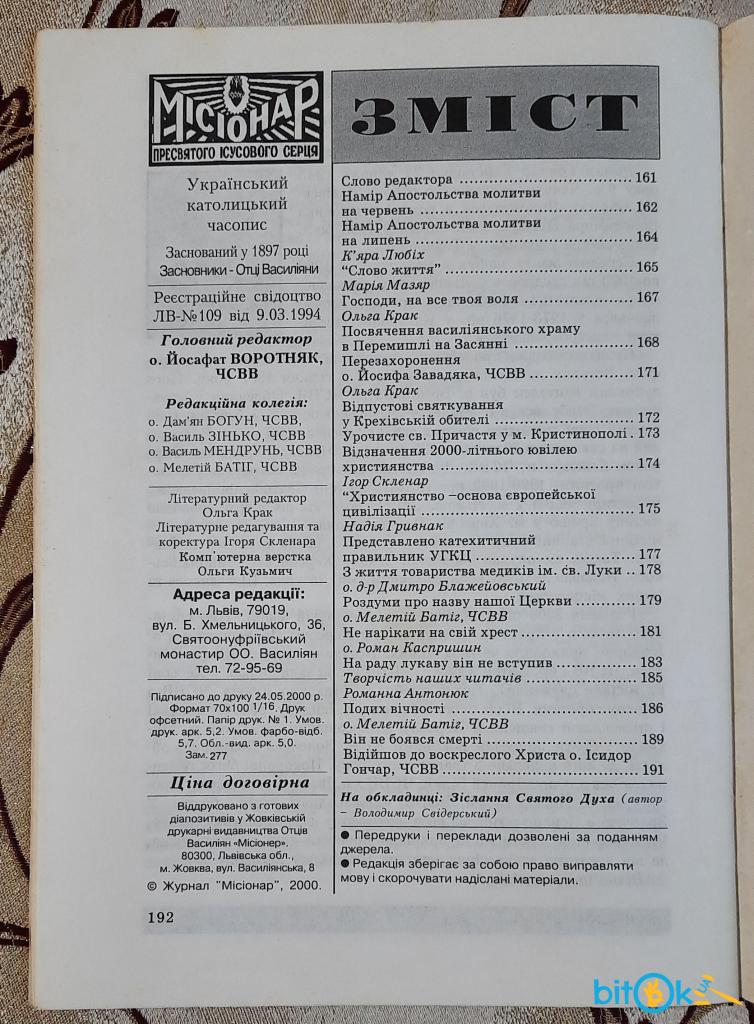 МІСІОНАР
ПРЕСВЯТОГО ІСУСОВОГО СЕРЦЯ
Український
католицький
часопис
Заснований у 1897 році
Засновники - Отці Василіяни
Реєстраційне свідоцтво
ЛВ-№109 від 9.03.1994
Головний редактор
о. Йосафат ВОРОТНЯК,
ЧСВВ
Редакційна колегія:
о. Дам'ян БОГУН, ЧСВВ,
о. Василь ЗІНЬКО, ЧСВВ
о. Василь МЕНДРУНЬ, ЧСВВ
о. Мелетій БАТІГ, ЧСВВ
Літературний редактор
Ольга Крак
Літературне редагування та
коректура Ігоря Скленара
Комп'ютерна верстка
Ольги Кузьмич
Адреса редакції:
м. Львів, 79019,
вул. Б. Хмельницького, 36,
Святоонуфріївський
монастир ОО. Василіян
тел. 72-95-69
Підписано до друку 24.05.2000 р.
Формат 70х100 1/16. Друк
офсетний. Папір друк. № 1. Умов.
друк. арк. 5,2. Умов. фарбо-відб.
5,7. Обл.-вид. арк. 5,0.
Зам. 277
Ціна договірна
Віддруковано з готових
діапозитивів у Жовківській
друкарні видавництва Отців
Василіян «Місіонер».
80300, Львівська обл.,
м. Жовква, вул. Василіянська, 8
© Журнал "Місіонар", 2000.
192
ЗМІСТ
Слово редактора ................................... 161
Намір Апостольства молитви
на червень ........................................... 162
Намір Апостольства молитви
на липень ............................................ 164
К'яра Любіх
“Слово життя” ...................................... 165
Марія Мазяр
Господи, на все твоя воля ..................... 167
Ольга Крак
Посвячення василіянського храму
в Перемишлі на Засянні ....................... 168
Перезахоронення
о. Йосифа Завадяка, ЧСВВ .................... 171
Ольга Крак
Відпустові святкування
у Крехівській обителі .......................... 172
Урочисте св. Причастя у м. Кристинополі . 173
Відзначення 2000-літнього ювілею
християнства ....................................... 174
Ігор Скленар
“Християнство –основа європейської
цивілізації .......................................... 175
Надія Гривнак
Представлено катехитичний
правильник УГКЦ ................................ 177
З життя товариства медиків ім. св. Луки .. 178
о. д-р Дмитро Блажейовський
Роздуми про назву нашої Церкви ........... 179
о. Мелетій Батіг, ЧСВВ
Не нарікати на свій хрест ..................... 181
о. Роман Каспришин
На раду лукаву він не вступив .............. 183
Творчість наших читачів .................... 185
Романна Антонюк
Подих вічності ..................................... 186
о. Мелетій Батіг, ЧСВВ
Він не боявся смерті ............................. 189
Відійшов до воскреслого Христа о. Ісидор
Гончар, ЧСВВ ...................................... 191
На обкладинці: Зіслання Святого Духа (автор
– Володимир Свідерський)
● Передруки і переклади дозволені за поданням
джерела.
● Редакція зберігає за собою право виправляти
мову і скорочувати надіслані матеріали.
bitok.ua